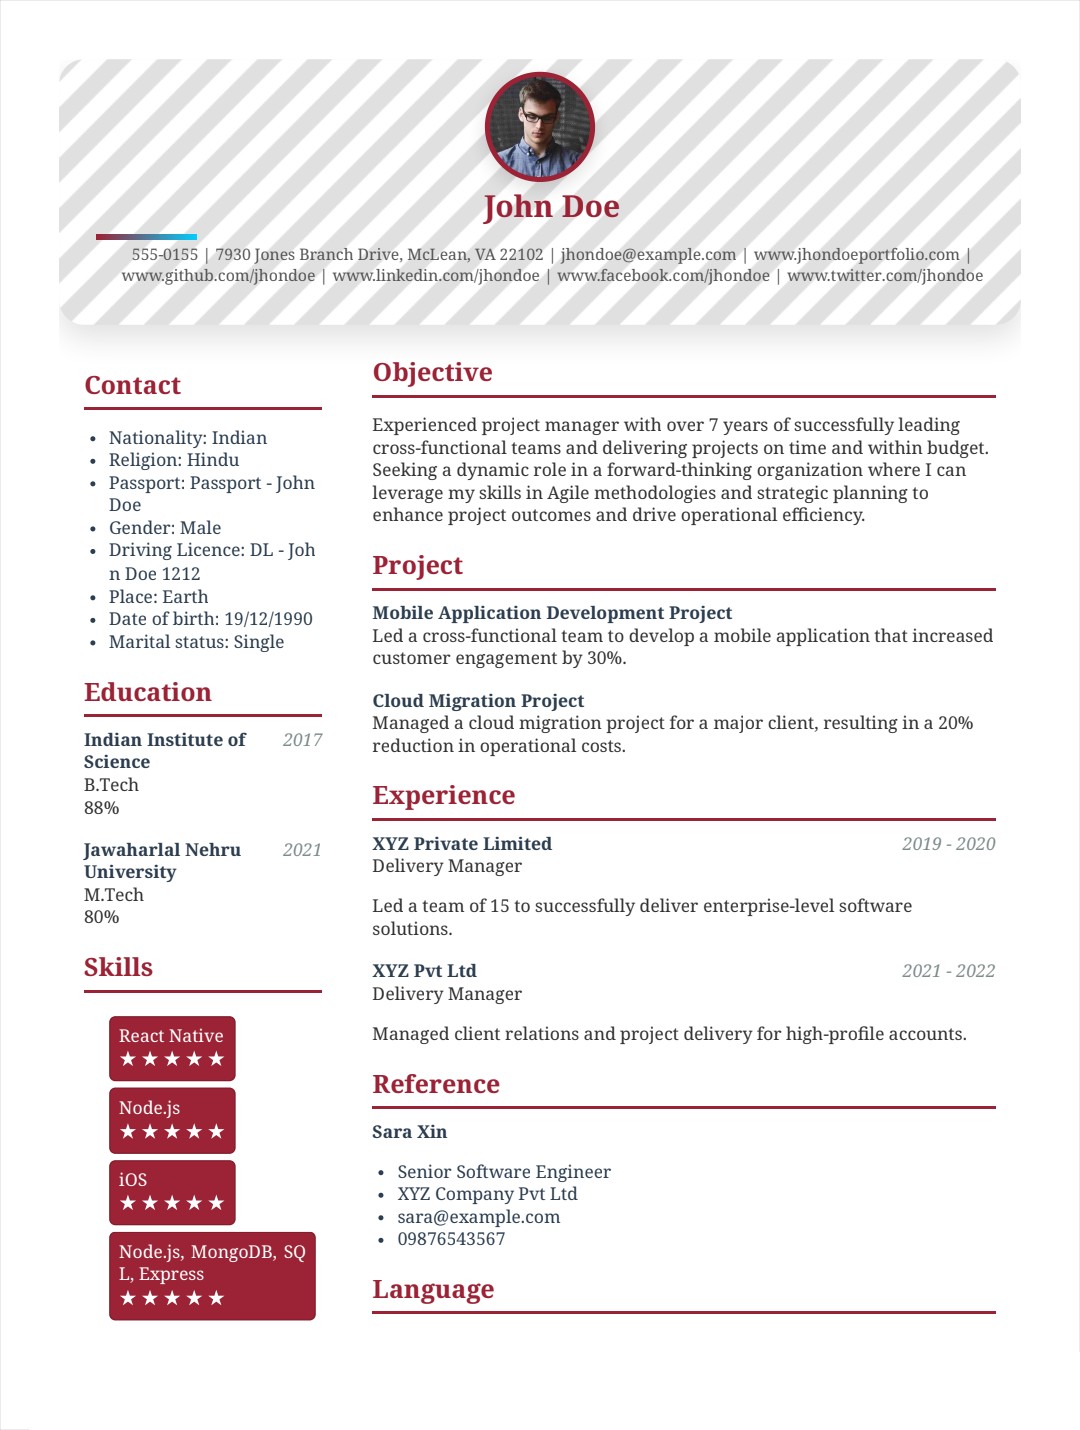 John Doe
555-0155 | 7930 Jones Branch Drive, McLean, VA 22102 | jhondoe@example.com | www.jhondoeportfolio.com |
www.github.com/jhondoe | www.linkedin.com/jhondoe | www.facebook.com/jhondoe | www.twitter.com/jhondoe
Contact
• Nationality: Indian
• Religion: Hindu
• Passport: Passport - John
Doe
• Gender: Male
• Driving Licence: DL - Joh
n Doe 1212
• Place: Earth
• Date of birth: 19/12/1990
• Marital status: Single
Education
Indian Institute of 2017
Science
B.Tech
88%
Jawaharlal Nehru 2021
University
M.Tech
80%
Skills
React Native
★ ★ ★ ★ ★
Node.js
★ ★ ★ ★ ★
iOS
★ ★ ★ ★ ★
Node.js, MongoDB, SQ
L, Express
★ ★ ★ ★ ★
Objective
Experienced project manager with over 7 years of successfully leading
cross-functional teams and delivering projects on time and within budget.
Seeking a dynamic role in a forward-thinking organization where I can
leverage my skills in Agile methodologies and strategic planning to
enhance project outcomes and drive operational efficiency.
Project
Mobile Application Development Project
Led a cross-functional team to develop a mobile application that increased
customer engagement by 30%.
Cloud Migration Project
Managed a cloud migration project for a major client, resulting in a 20%
reduction in operational costs.
Experience
XYZ Private Limited 2019 - 2020
Delivery Manager
Led a team of 15 to successfully deliver enterprise-level software
solutions.
XYZ Pvt Ltd 2021 - 2022
Delivery Manager
Managed client relations and project delivery for high-profile accounts.
Reference
Sara Xin
• Senior Software Engineer
• XYZ Company Pvt Ltd
• sara@example.com
• 09876543567
Language